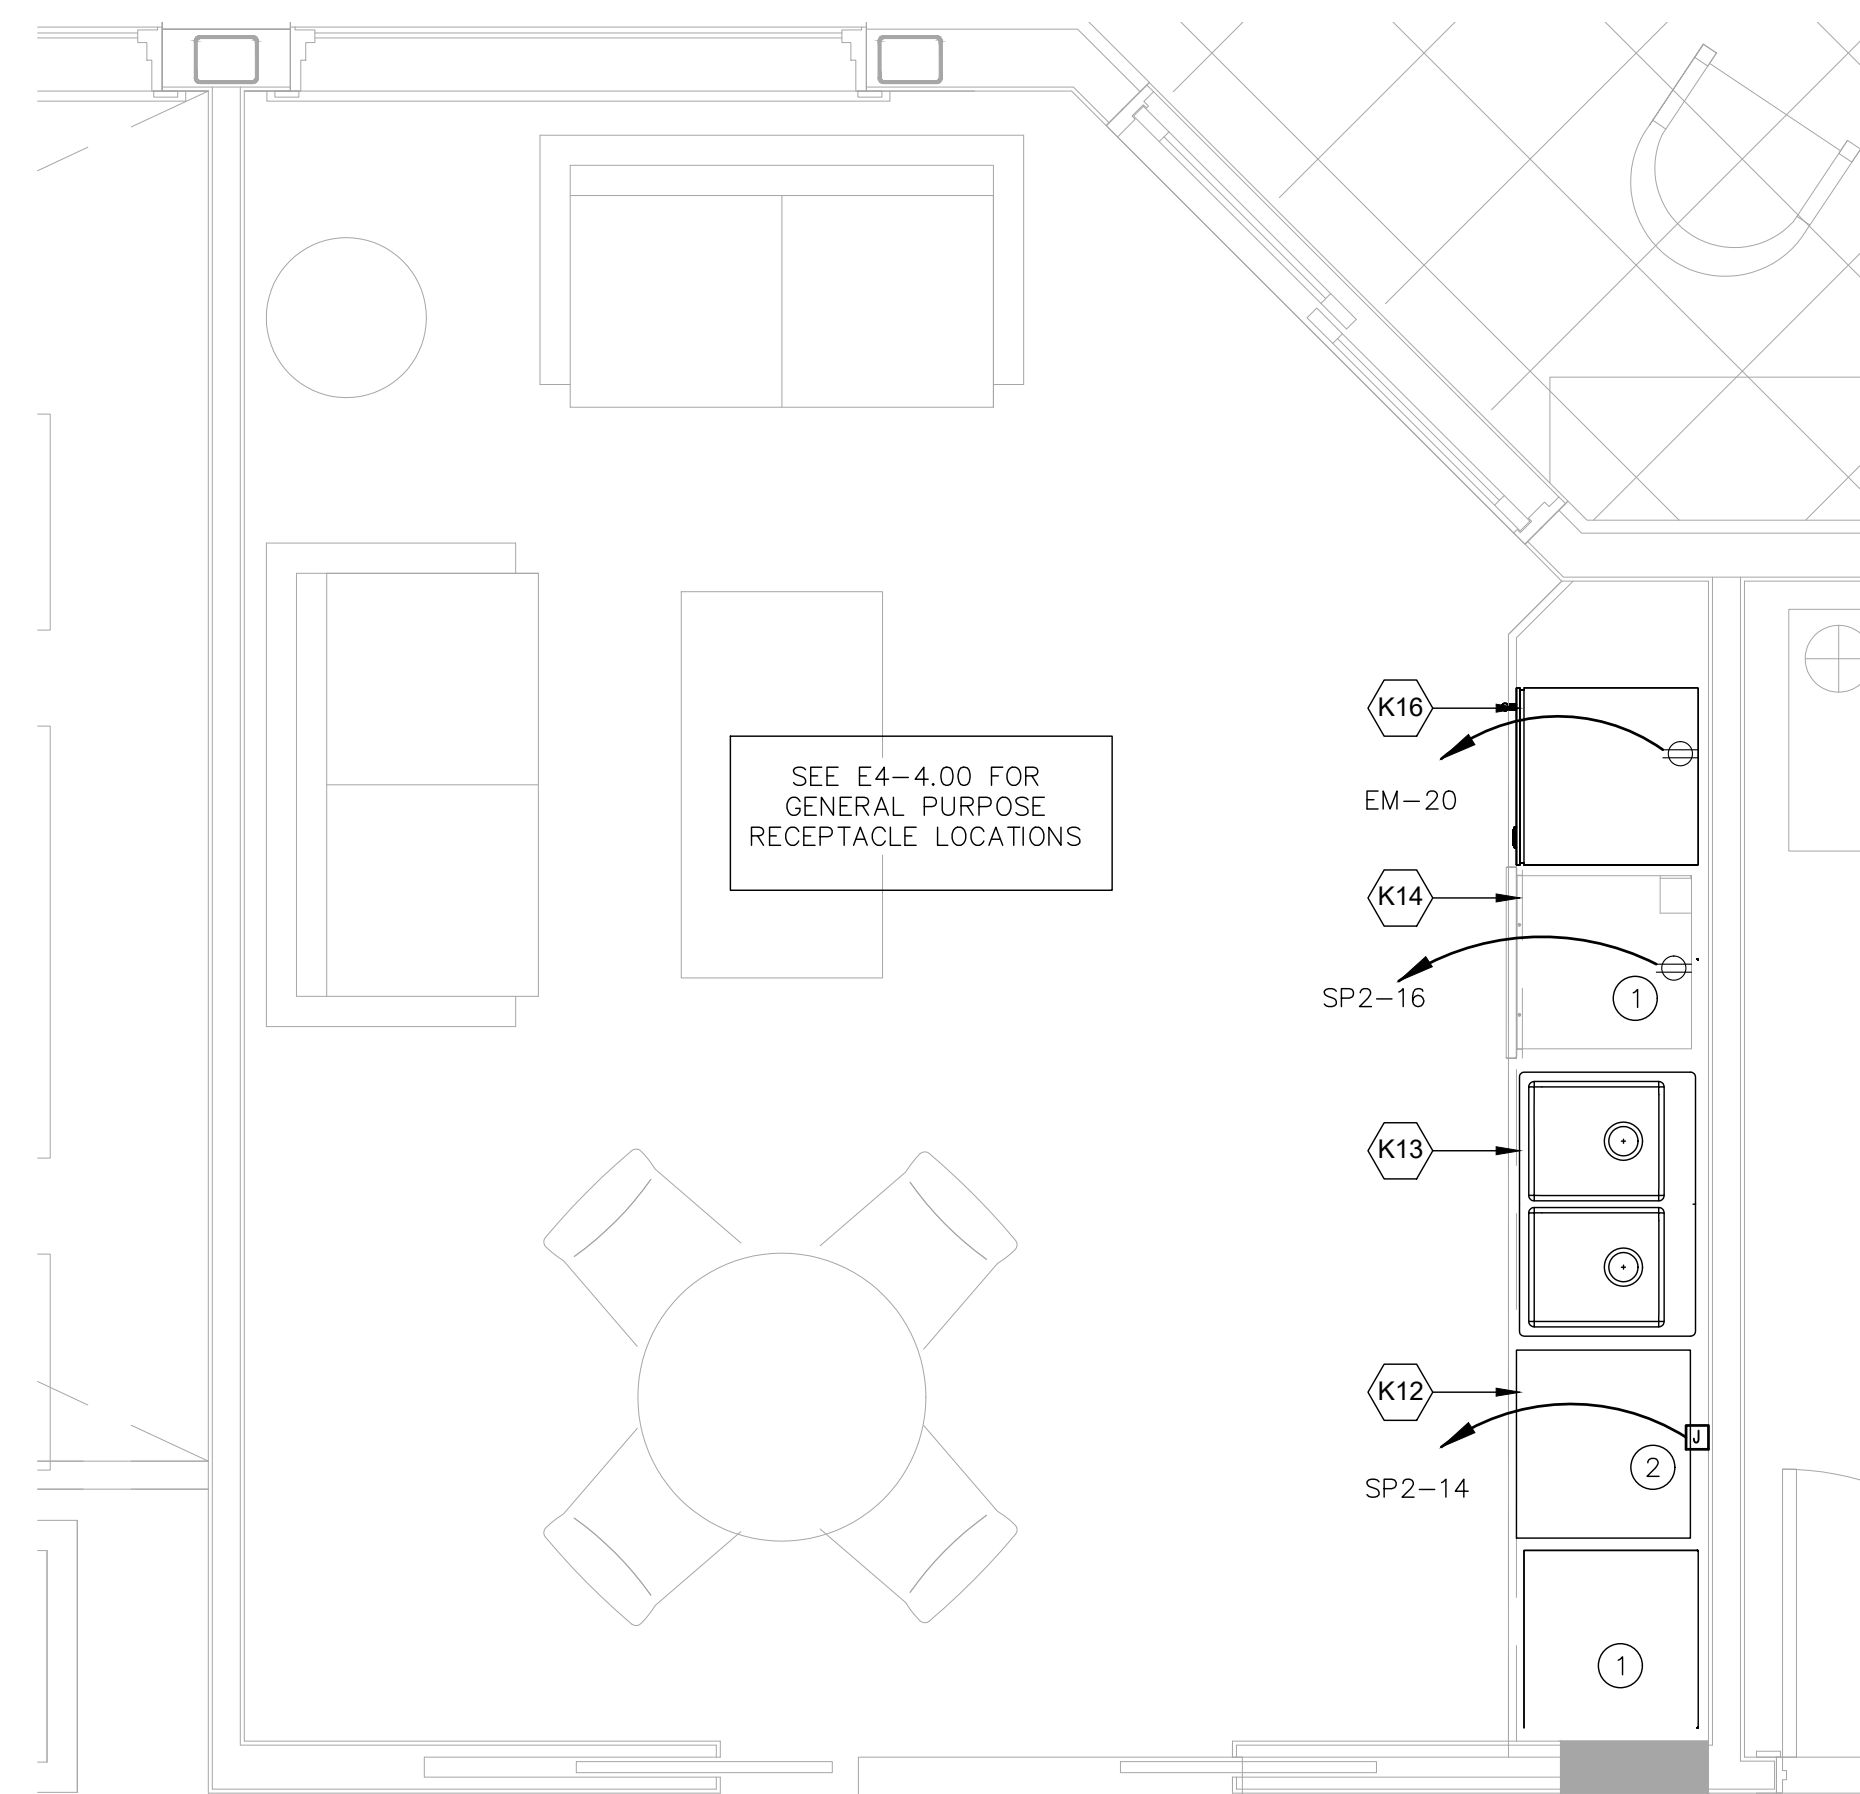 K16
EM-20
SEE E4-4.00 FOR
GENERAL PURPOSE
RECEPTACLE LOCATIONS
K14
SP2-16
1
K13
K12
J
2
SP2-14
1